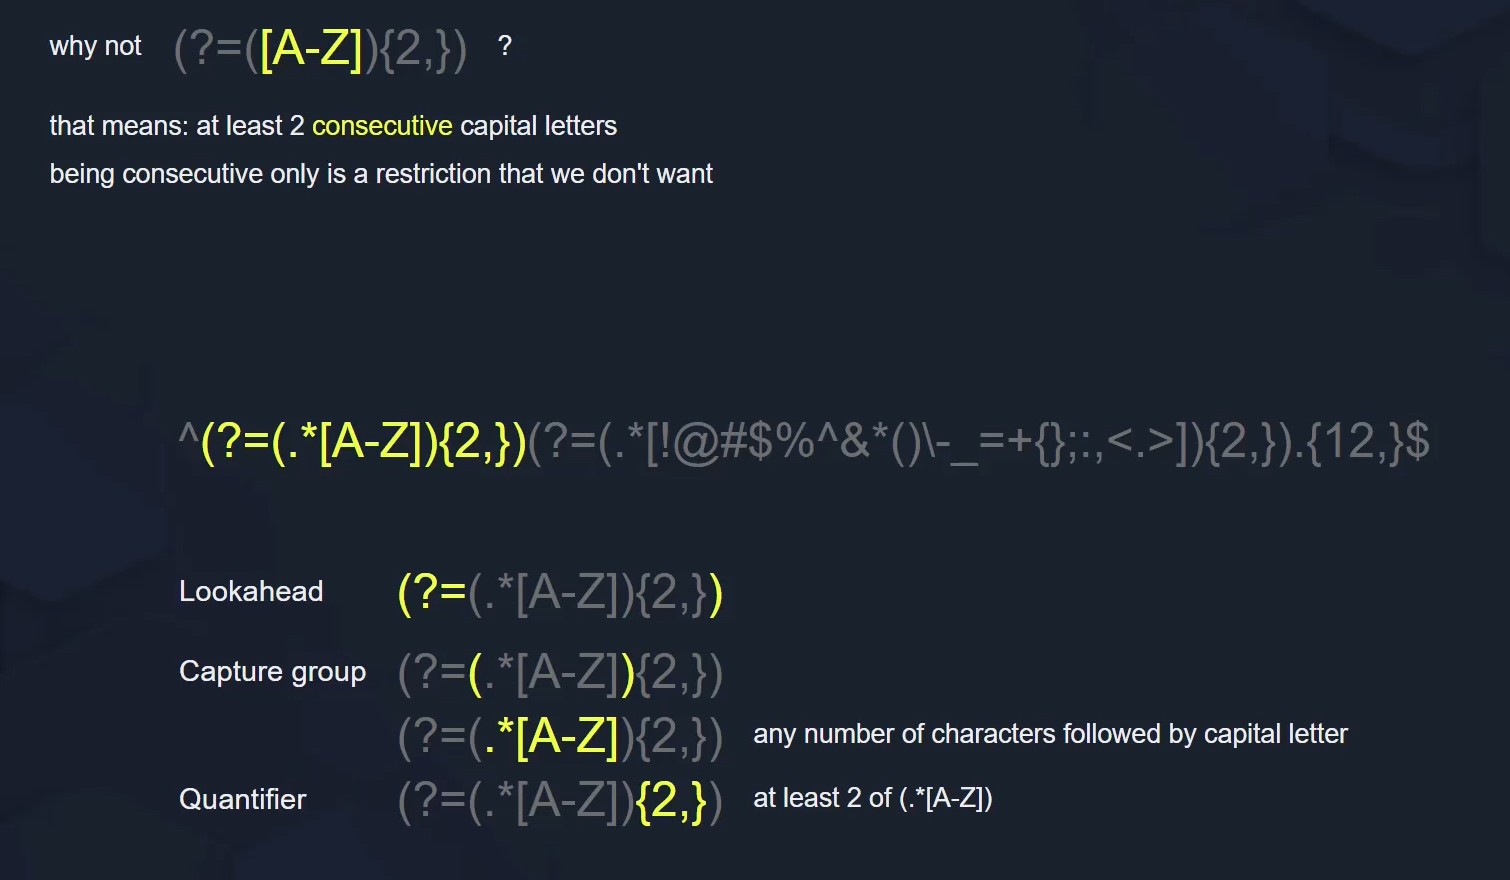 why not (?=([A-Z]){2,}) ?
that means: at least 2 consecutive capital letters
being consecutive only is a restriction that we don't want
^(?=(.*[A-Z]){2,})(?=(.*[!@#$%^&*()\-_=+{};:,<.>]){2,}).{12,}$
Lookahead (?=(.*[A-Z]){2,})
Capture group (?=(.*[A-Z]){2,})
(?=(.*[A-Z]){2,}) any number of characters followed by capital letter
Quantifier (?=(.*[A-Z]){2,}) at least 2 of (.*[A-Z])